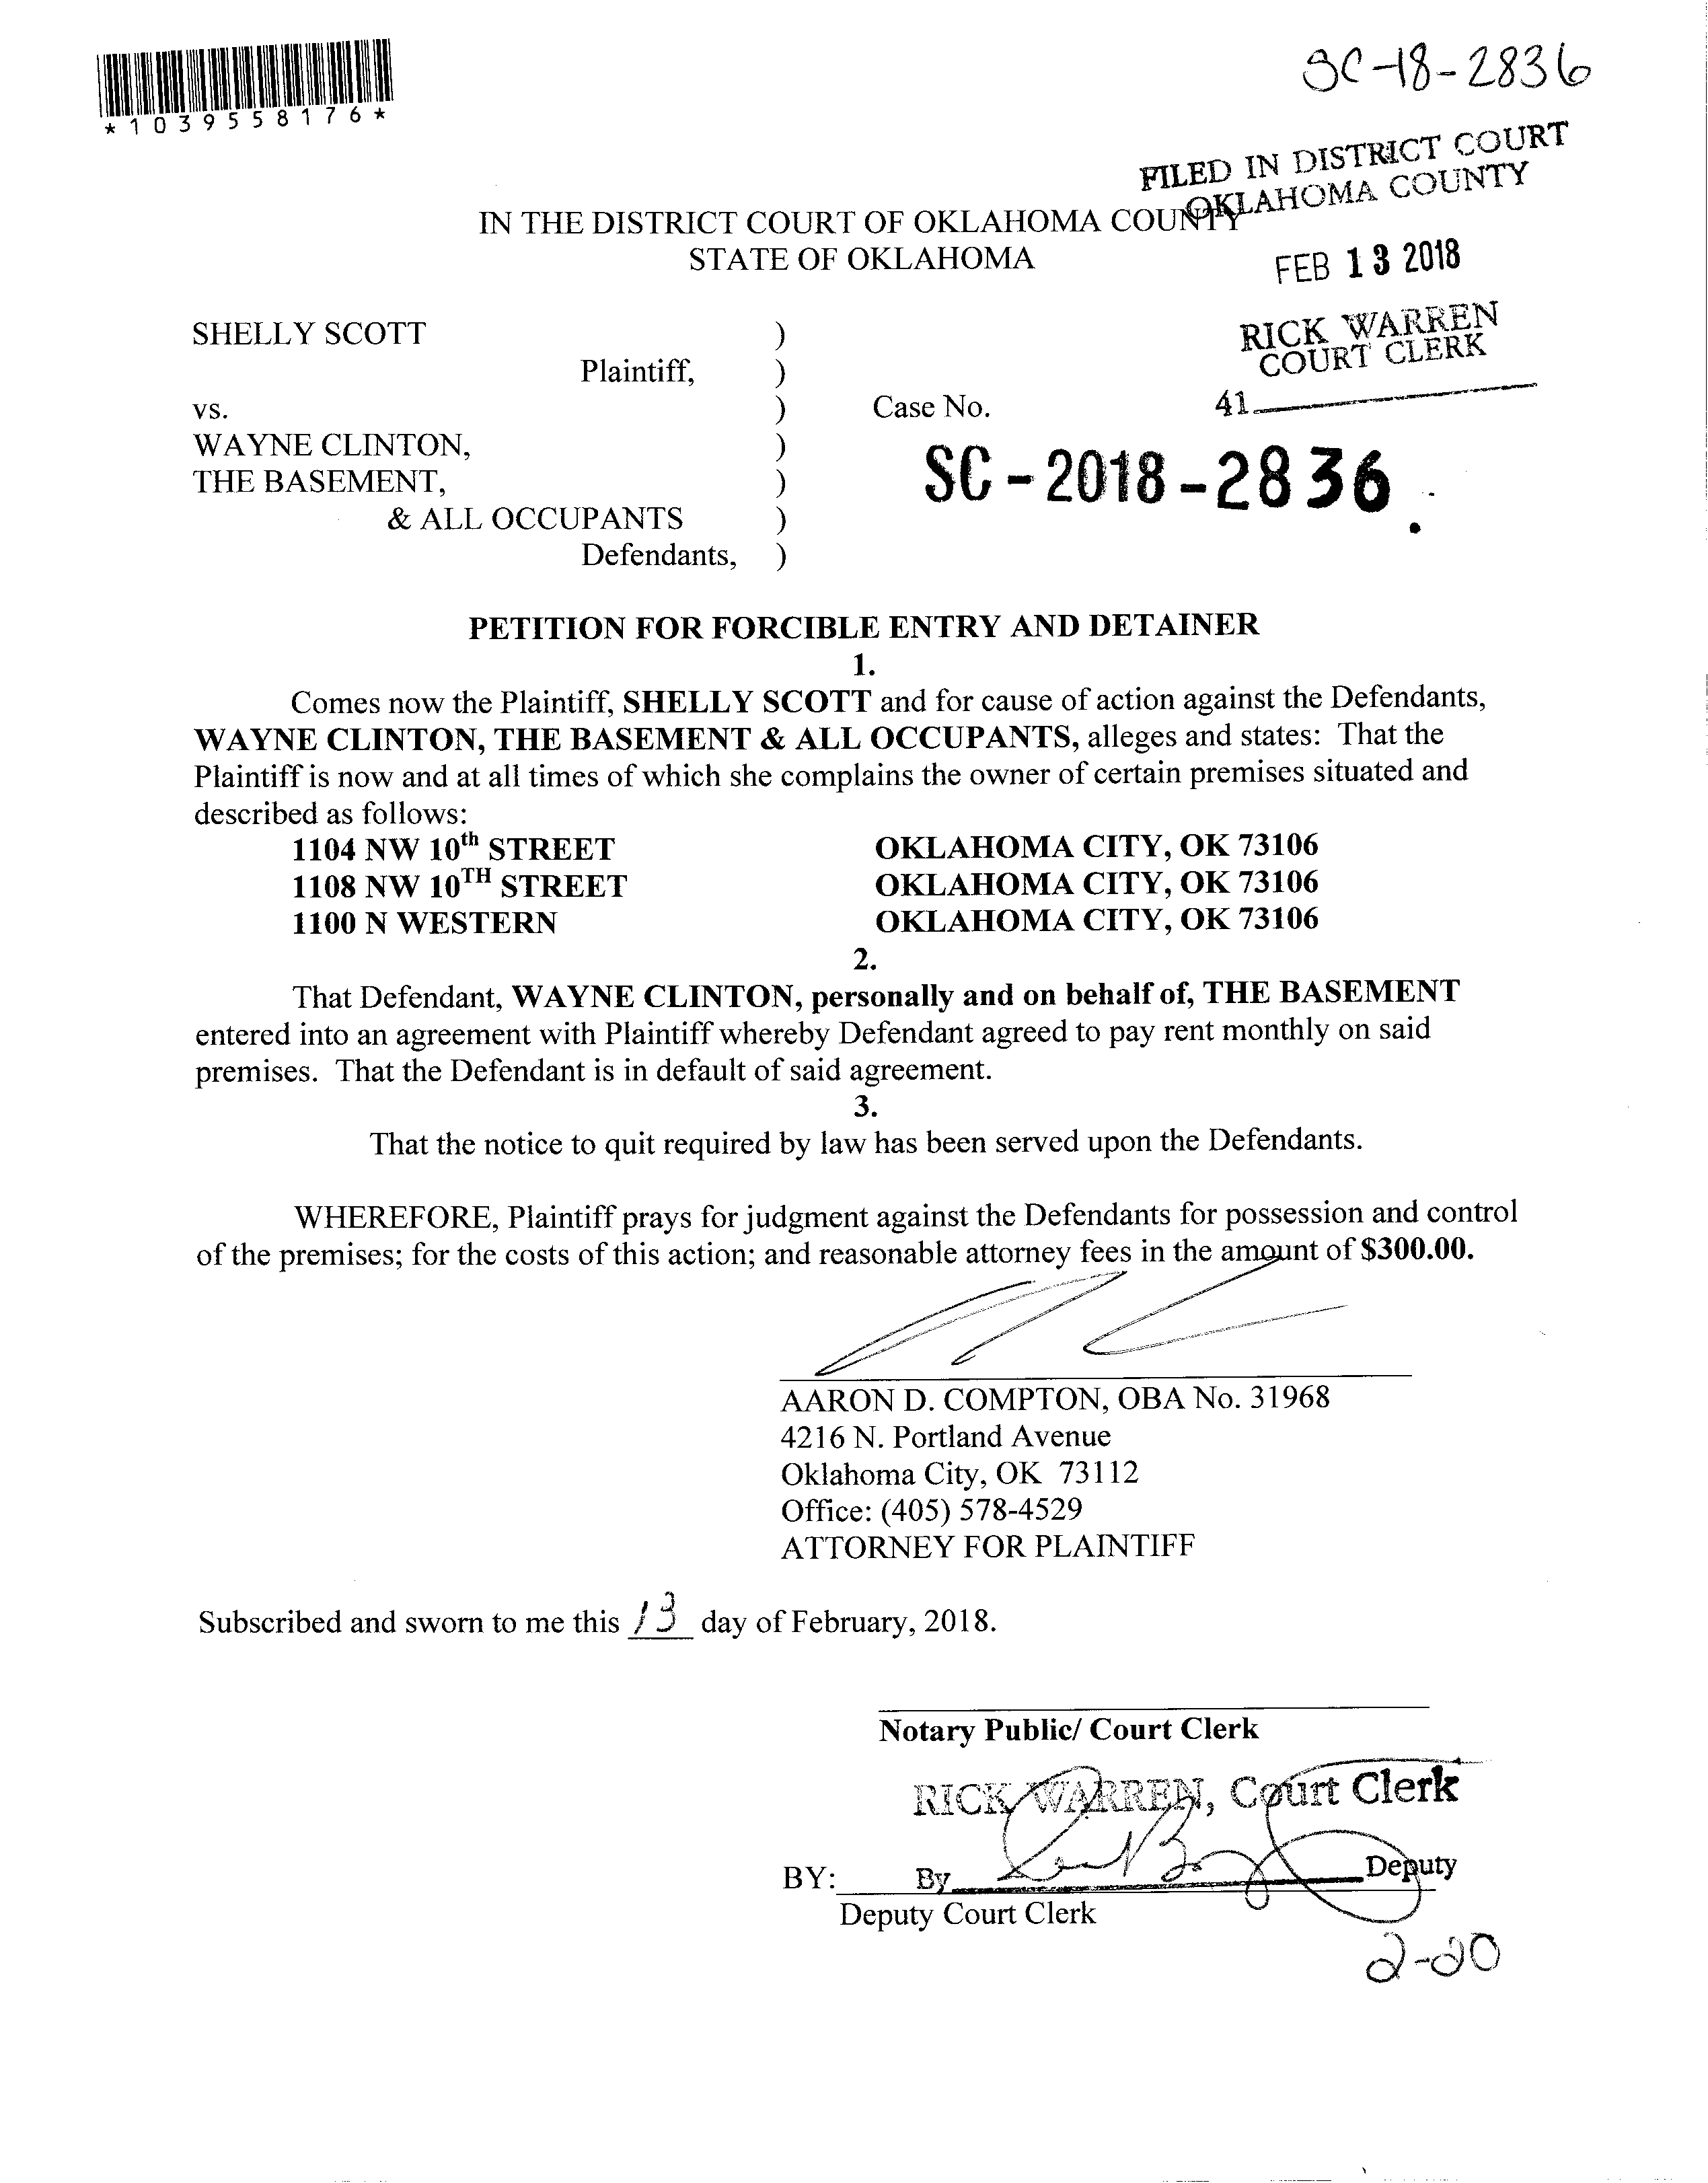 SC-18-2836
*1039558176*
FILED IN DISTRICT COURT
OKLAHOMA COUNTY
IN THE DISTRICT COURT OF OKLAHOMA COUNTY
STATE OF OKLAHOMA
FEB 13 2018
RICK WARREN
COURT CLERK
41
SHELLY SCOTT )
Plaintiff, )
vs. ) Case No.
WAYNE CLINTON, )
THE BASEMENT, ) SC-2018-2836
& ALL OCCUPANTS )
Defendants, )
PETITION FOR FORCIBLE ENTRY AND DETAINER
1.
Comes now the Plaintiff, SHELLY SCOTT and for cause of action against the Defendants,
WAYNE CLINTON, THE BASEMENT & ALL OCCUPANTS, alleges and states: That the
Plaintiff is now and at all times of which she complains the owner of certain premises situated and
described as follows:
1104 NW 10th STREET OKLAHOMA CITY, OK 73106
1108 NW 10TH STREET OKLAHOMA CITY, OK 73106
1100 N WESTERN OKLAHOMA CITY, OK 73106
2.
That Defendant, WAYNE CLINTON, personally and on behalf of, THE BASEMENT
entered into an agreement with Plaintiff whereby Defendant agreed to pay rent monthly on said
premises. That the Defendant is in default of said agreement.
3.
That the notice to quit required by law has been served upon the Defendants.
WHEREFORE, Plaintiff prays for judgment against the Defendants for possession and control
of the premises; for the costs of this action; and reasonable attorney fees in the amount of $300.00.
AARON D. COMPTON, OBA No. 31968
4216 N. Portland Avenue
Oklahoma City, OK 73112
Office: (405) 578-4529
ATTORNEY FOR PLAINTIFF
Subscribed and sworn to me this 13 day of February, 2018.
Notary Public/ Court Clerk
RICK WARREN, Court Clerk
BY: By Deputy
Deputy Court Clerk
2-20